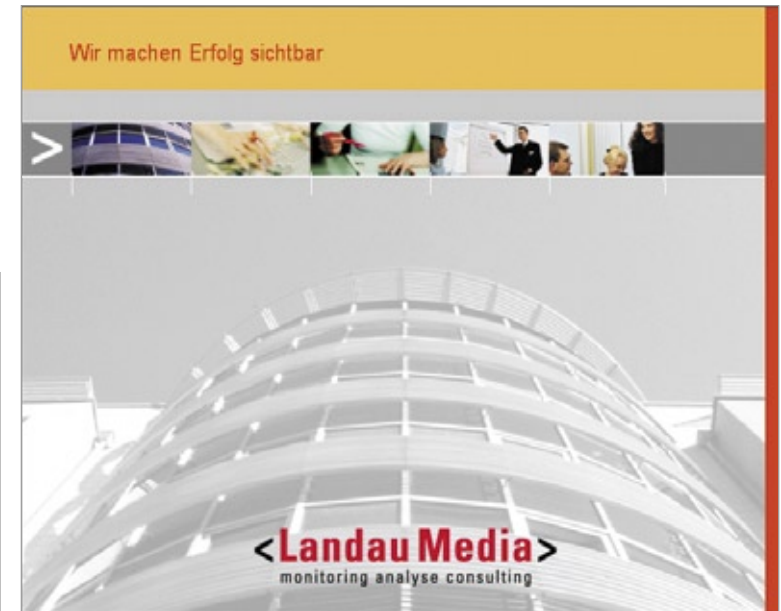 Wir machen Erfolg sichtbar
>
<Landau Media>
monitoring analyse consulting